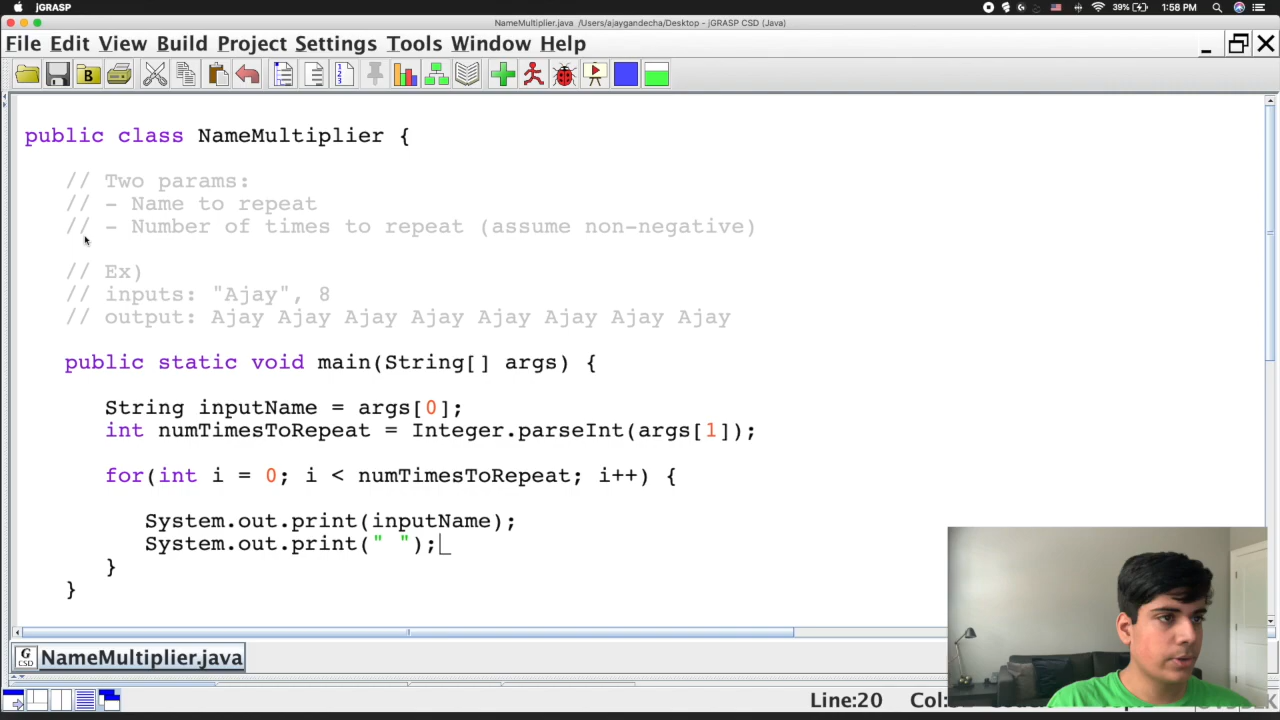 jGRASP
39%
1:58 PM
NameMultiplier.java /Users/ajaygandecha/Desktop - jGRASP CSD (Java)
File Edit View Build Project Settings Tools Window Help
public class NameMultiplier {
// Two params:
// - Name to repeat
// - Number of times to repeat (assume non-negative)
// Ex)
// inputs: "Ajay", 8
// output: Ajay Ajay Ajay Ajay Ajay Ajay Ajay Ajay
public static void main(String[] args) {
String inputName = args[0];
int numTimesToRepeat = Integer.parseInt(args[1]);
for(int i = 0; i < numTimesToRepeat; i++) {
System.out.print(inputName);
System.out.print(" ");
}
}
G CSD NameMultiplier.java
Line:20 Col: